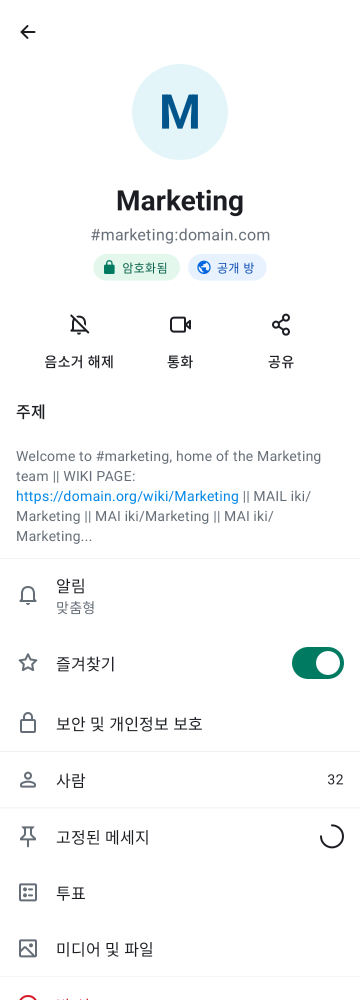 M
Marketing
#marketing:domain.com
암호화됨 공개 방
음소거 해제 통화 공유
주제
Welcome to #marketing, home of the Marketing
team || WIKI PAGE:
https://domain.org/wiki/Marketing || MAIL iki/
Marketing || MAI iki/Marketing || MAI iki/
Marketing...
알림
맞춤형
즐겨찾기
보안 및 개인정보 보호
사람 32
고정된 메세지
투표
미디어 및 파일